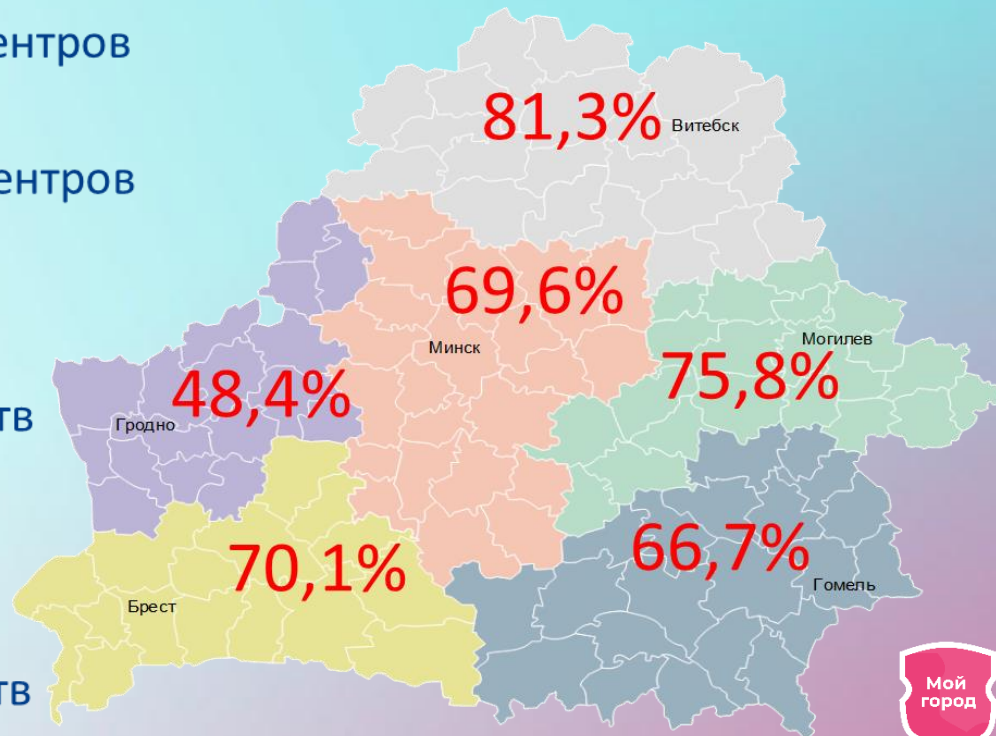 ентров
81,3%
Витебск
ентров
69,6%
Минск
Могилев
75,8%
48,4%
Гродно
тв
66,7%
70,1%
Гомель
Брест
тв
Мой
город